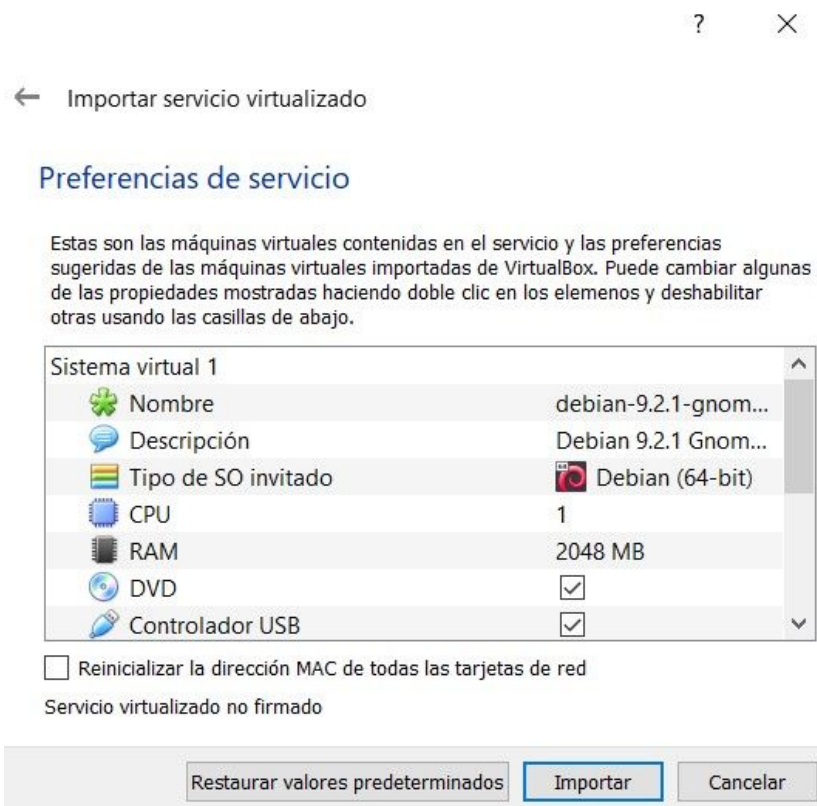 ?
Importar servicio virtualizado
Preferencias de servicio
Estas son las máquinas virtuales contenidas en el servicio y las preferencias
sugeridas de las máquinas virtuales importadas de VirtualBox. Puede cambiar algunas
de las propiedades mostradas haciendo doble clic en los elemenos y deshabilitar
otras usando las casillas de abajo.
Sistema virtual 1
Nombre debian-9.2.1-gnom...
Descripción Debian 9.2.1 Gnom...
Tipo de SO invitado Debian (64-bit)
CPU 1
RAM 2048 MB
DVD
Controlador USB
Reinicializar la dirección MAC de todas las tarjetas de red
Servicio virtualizado no firmado
Restaurar valores predeterminados Importar Cancelar